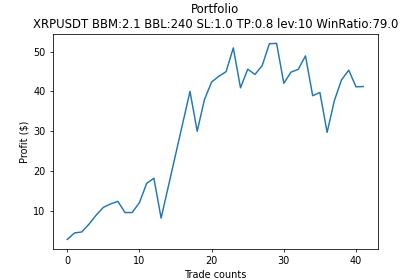 Portfolio
XRPUSDT BBM:2.1 BBL:240 SL:1.0 TP:0.8 lev:10 WinRatio:79.0
50
40
30
20
10
Profit ($)
0
10
20
30
40
Trade counts